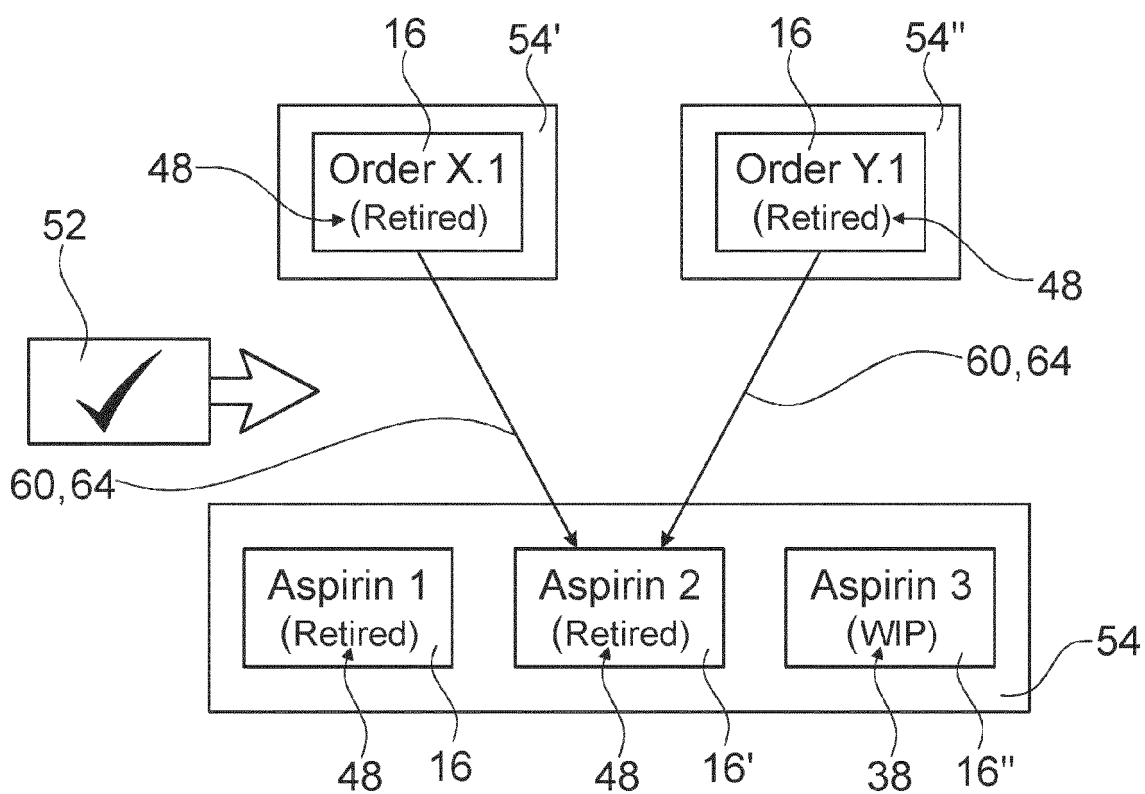 16 54' 16 54"
Order X.1
(Retired)
48
Order Y.1
(Retired)
48
52
60,64
60,64
Aspirin 1
(Retired)
Aspirin 2
(Retired)
Aspirin 3
(WIP)
54
48 16 48 16' 38 16"